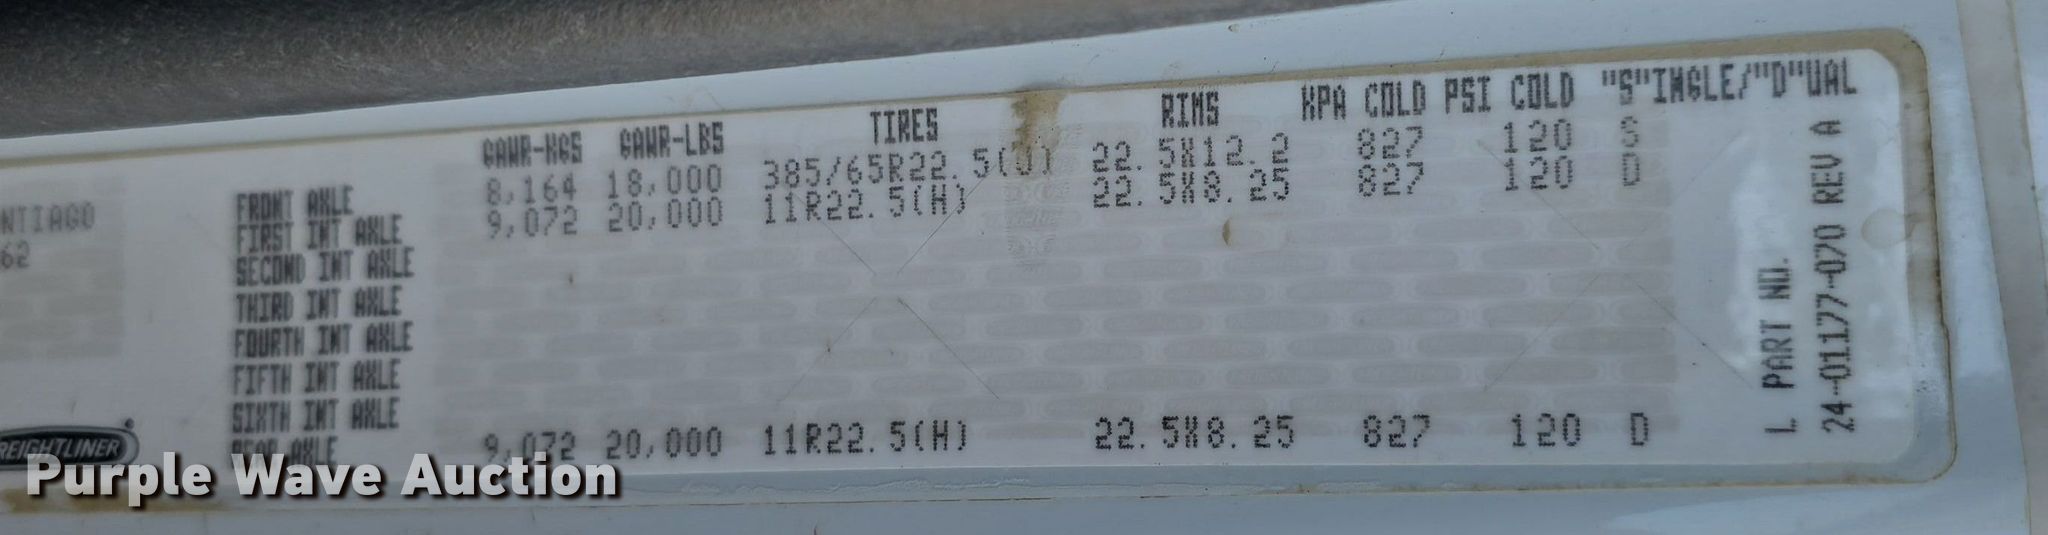 GAWR-KGS GAWR-LBS TIRES RIMS KPA COLD PSI COLD "S"INGLE/"D"UAL
FRONT AXLE 8,164 18,000 385/65R22.5(J) 22.5X12.2 827 120 S
FIRST INT AXLE 9,072 20,000 11R22.5(H) 22.5X8.25 827 120 D
SECOND INT AXLE
THIRD INT AXLE
FOURTH INT AXLE
FIFTH INT AXLE
SIXTH INT AXLE
REAR AXLE 9,072 20,000 11R22.5(H) 22.5X8.25 827 120 D
NTIAGO
62
REIGHTLINER
L PART NO.
24-01177-070 REV A
Purple Wave Auction